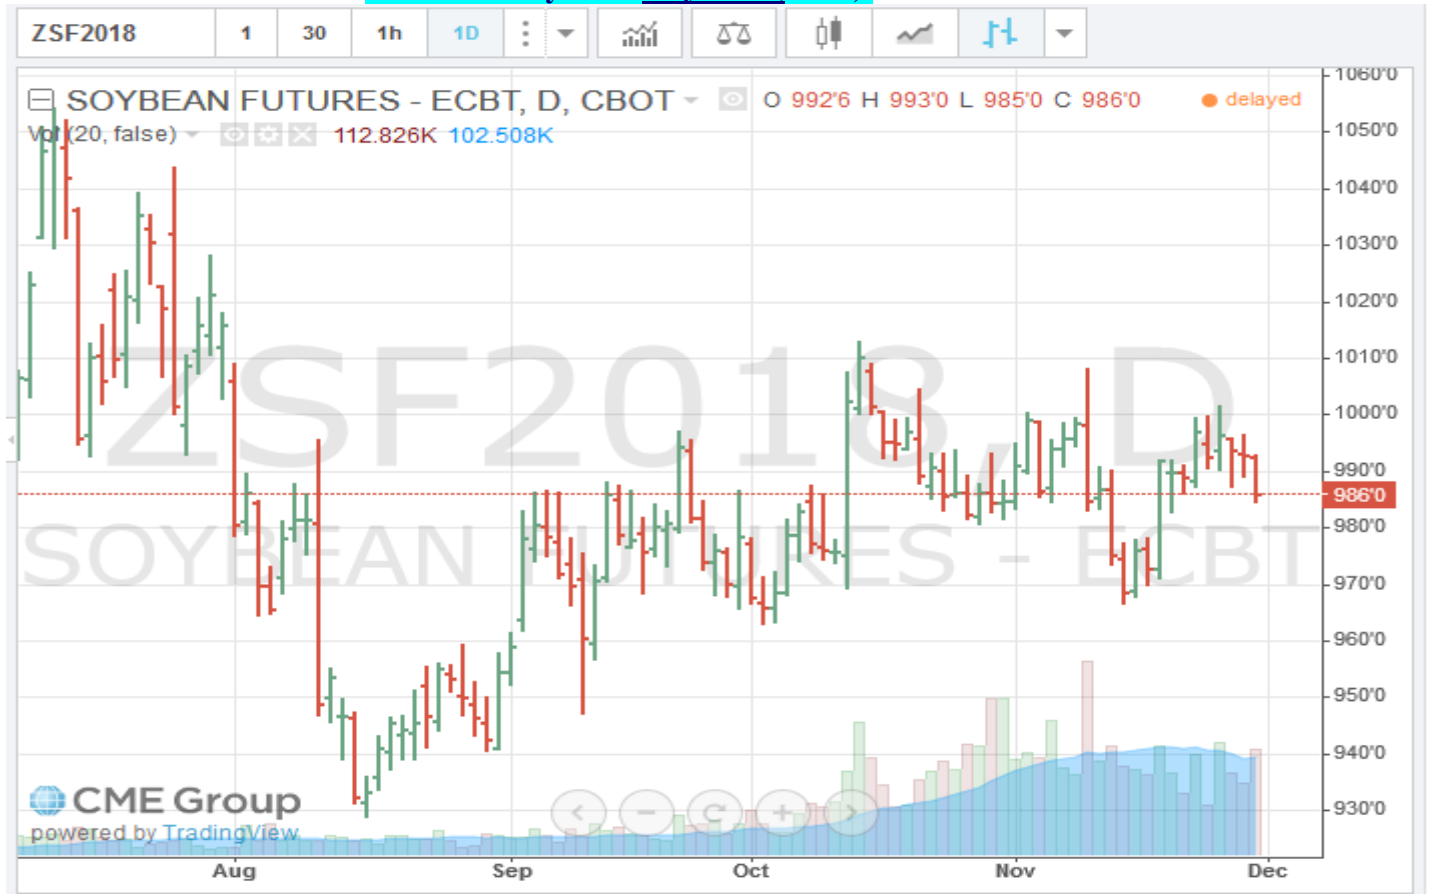 ZSF2018 1 30 1h 1D
SOYBEAN FUTURES - ECBT, D, CBOT O 992'6 H 993'0 L 985'0 C 986'0 delayed
Vol (20, false) 112.826K 102.508K
1060'0
1050'0
1040'0
1030'0
1020'0
1010'0
1000'0
990'0
986'0
980'0
970'0
960'0
950'0
940'0
930'0
ZSF2018, D
SOYBEAN FUTURES - ECBT
CME Group
powered by TradingView
Aug Sep Oct Nov Dec